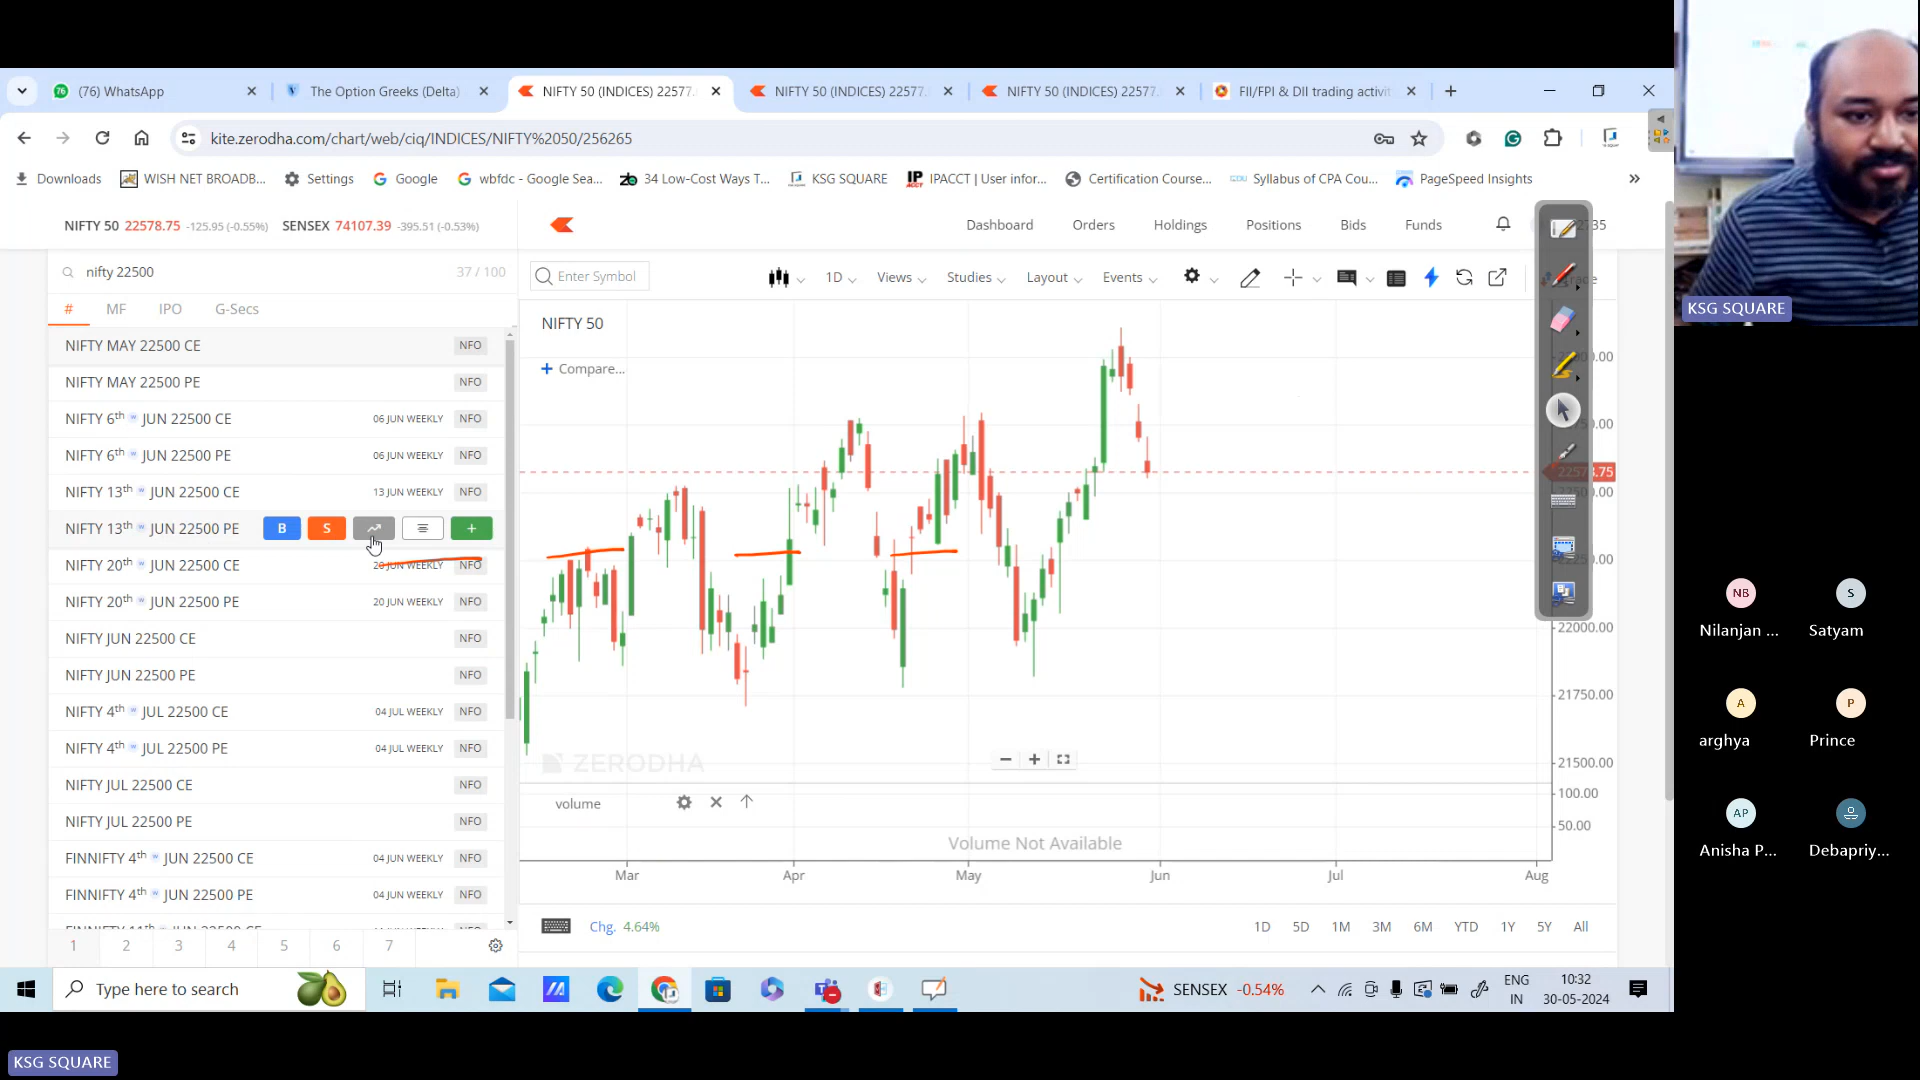 (76) WhatsApp
The Option Greeks (Delta)
NIFTY 50 (INDICES) 22577.
NIFTY 50 (INDICES) 22577.
NIFTY 50 (INDICES) 22577.
FII/FPI & DII trading activit
kite.zerodha.com/chart/web/ciq/INDICES/NIFTY%2050/256265
Downloads
WISH NET BROADB...
Settings
Google
wbfdc - Google Sea...
34 Low-Cost Ways T...
KSG SQUARE
IPACCT | User infor...
Certification Course...
Syllabus of CPA Cou...
PageSpeed Insights
NIFTY 50 22578.75 -125.95 (-0.55%) SENSEX 74107.39 -395.51 (-0.53%)
Dashboard Orders Holdings Positions Bids Funds
nifty 22500 37 / 100
# MF IPO G-Secs
NIFTY MAY 22500 CE NFO
NIFTY MAY 22500 PE NFO
NIFTY 6th w JUN 22500 CE 06 JUN WEEKLY NFO
NIFTY 6th w JUN 22500 PE 06 JUN WEEKLY NFO
NIFTY 13th w JUN 22500 CE 13 JUN WEEKLY NFO
NIFTY 13th w JUN 22500 PE B S
NIFTY 20th w JUN 22500 CE 20 JUN WEEKLY NFO
NIFTY 20th w JUN 22500 PE 20 JUN WEEKLY NFO
NIFTY JUN 22500 CE NFO
NIFTY JUN 22500 PE NFO
NIFTY 4th w JUL 22500 CE 04 JUL WEEKLY NFO
NIFTY 4th w JUL 22500 PE 04 JUL WEEKLY NFO
NIFTY JUL 22500 CE NFO
NIFTY JUL 22500 PE NFO
FINNIFTY 4th w JUN 22500 CE 04 JUN WEEKLY NFO
FINNIFTY 4th w JUN 22500 PE 04 JUN WEEKLY NFO
1 2 3 4 5 6 7
Enter Symbol
1D Views Studies Layout Events
NIFTY 50
+ Compare...
22000.00
21750.00
21500.00
ZERODHA
volume
100.00
50.00
Volume Not Available
Mar Apr May Jun Jul Aug
Chg. 4.64%
1D 5D 1M 3M 6M YTD 1Y 5Y All
Type here to search
SENSEX -0.54%
ENG
IN
10:32
30-05-2024
KSG SQUARE
NB
Nilanjan ...
S
Satyam
A
arghya
P
Prince
AP
Anisha P...
Debapriy...
KSG SQUARE